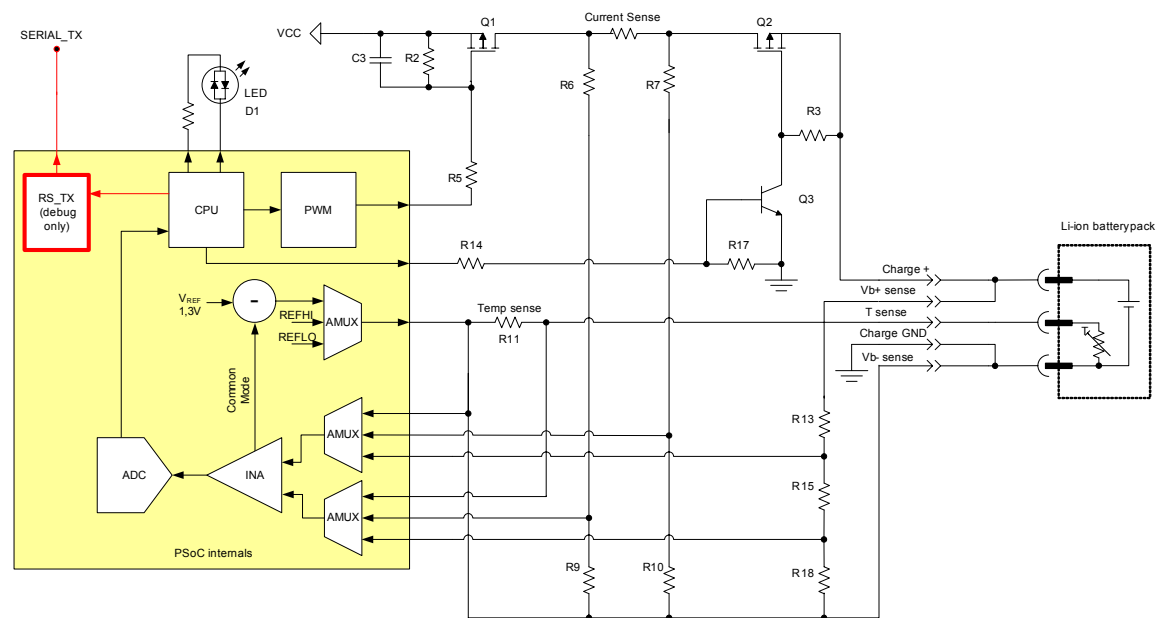 SERIAL_TX
VCC
Q1
Current Sense
Q2
C3
R2
R6
R7
LED
D1
R3
R5
Q3
RS_TX
(debug
only)
CPU
PWM
R14
R17
Li-ion batterypack
Charge +
Vb+ sense
T sense
Charge GND
Vb- sense
T
VREF
1,3V
-
REFHI
REFLO
AMUX
Temp sense
R11
Common
Mode
AMUX
R13
ADC
INA
R15
AMUX
PSoC internals
R9
R10
R18